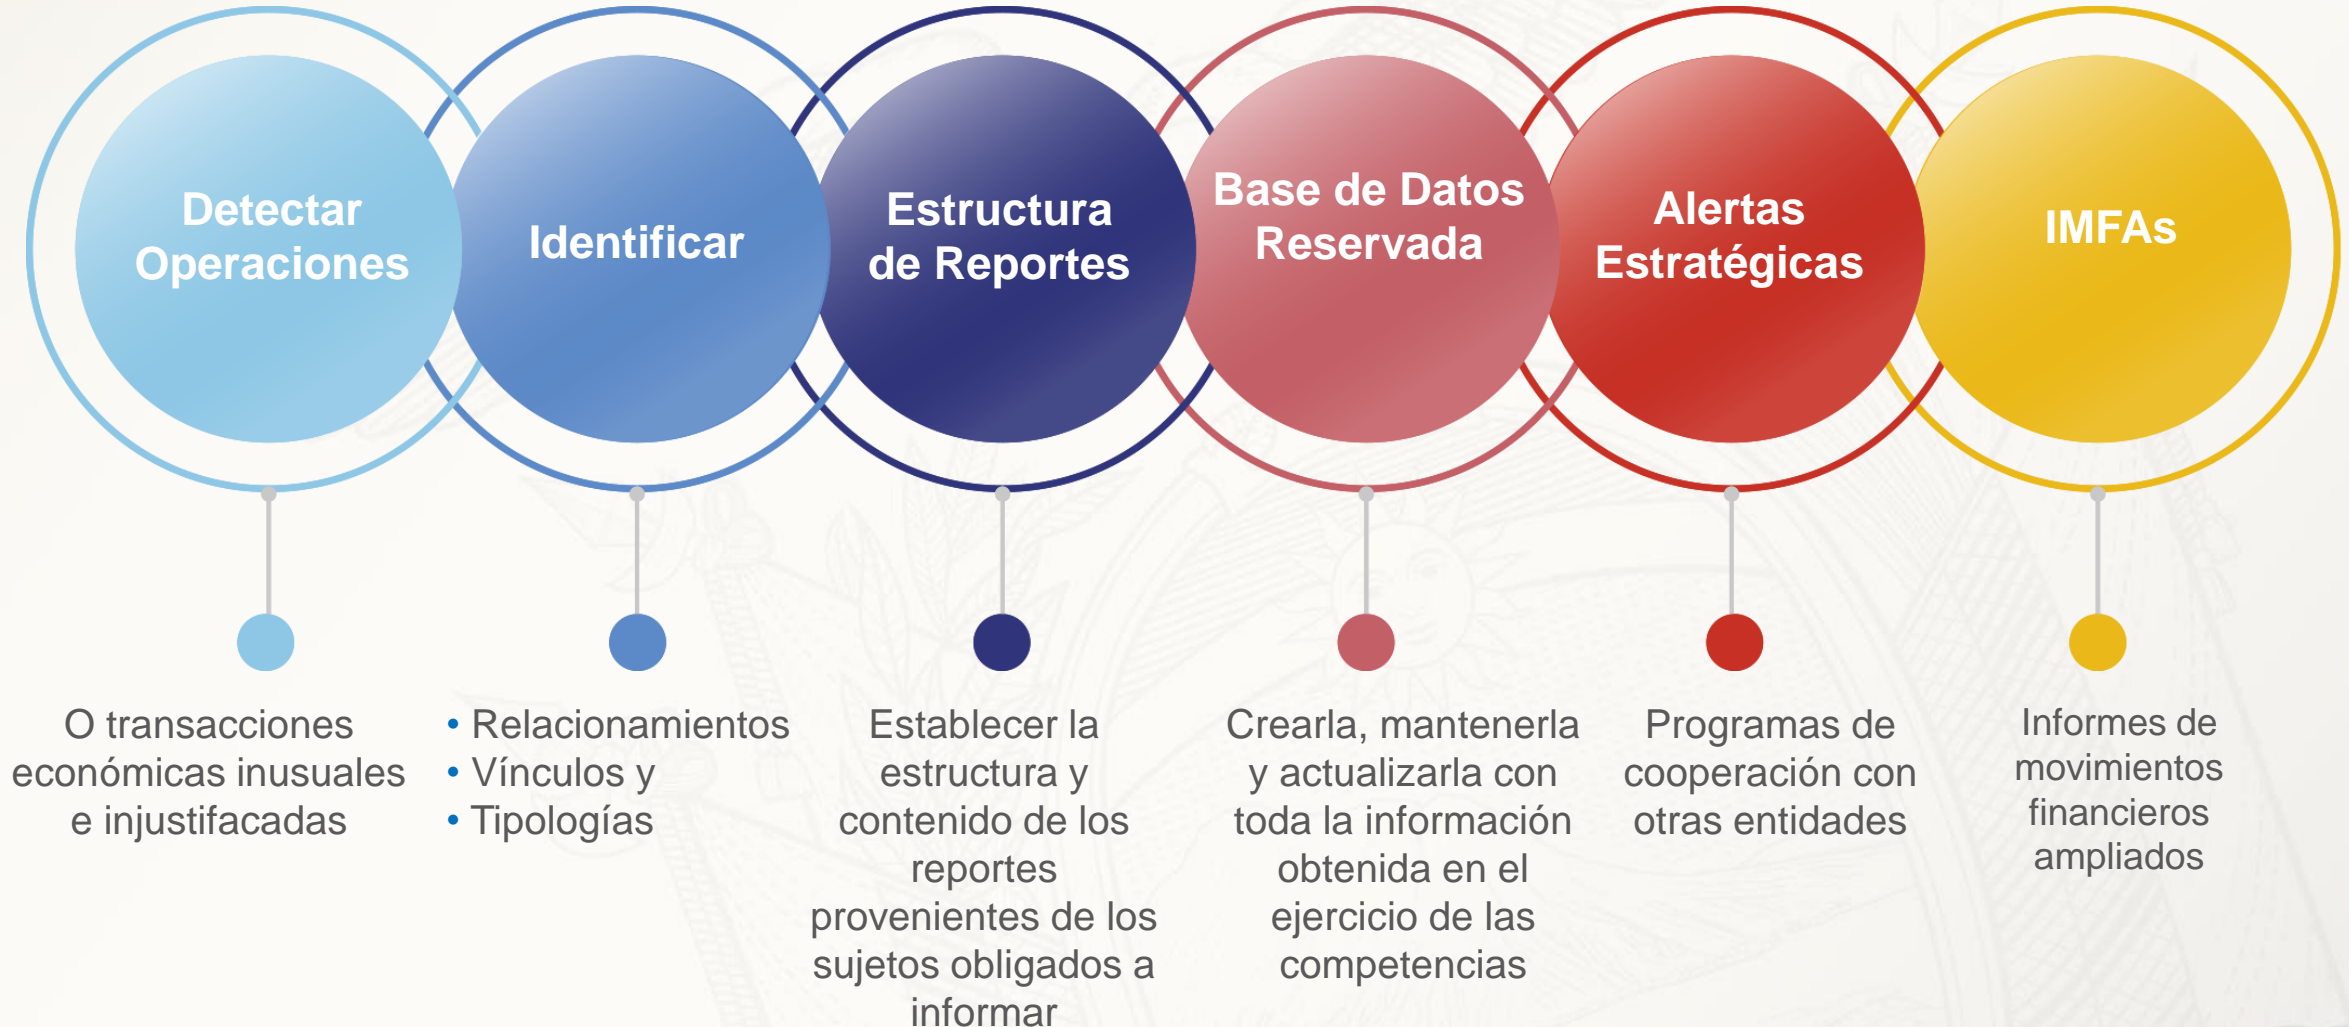 Detectar
Operaciones
Identificar
Estructura
de Reportes
Base de Datos
Reservada
Alertas
Estratégicas
IMFAs
O transacciones
económicas inusuales
e injustifacadas
• Relacionamientos
• Vínculos y
• Tipologías
Establecer la
estructura y
contenido de los
reportes
provenientes de los
sujetos obligados a
informar
Crearla, mantenerla
y actualizarla con
toda la información
obtenida en el
ejercicio de las
competencias
Programas de
cooperación con
otras entidades
Informes de
movimientos
financieros
ampliados